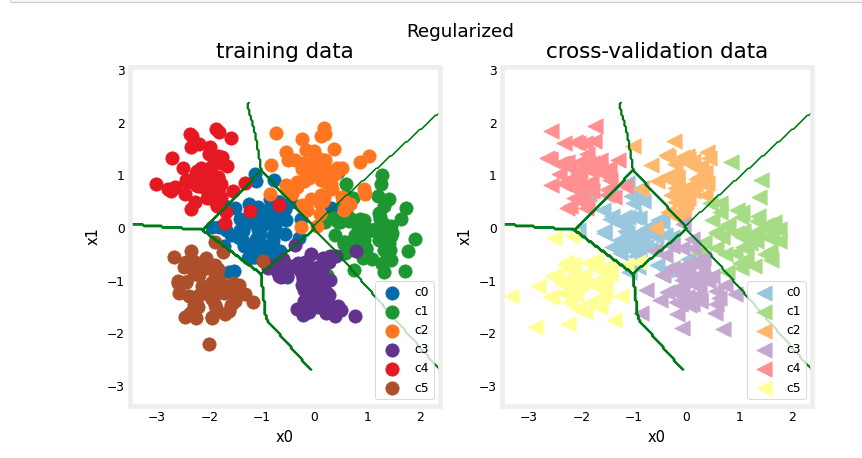 Regularized
training data
cross-validation data
x1
3
2
1
0
−1
−2
−3
−3
−2
−1
0
1
2
x0
c0
c1
c2
c3
c4
c5
x1
3
2
1
0
−1
−2
−3
−3
−2
−1
0
1
2
x0
c0
c1
c2
c3
c4
c5